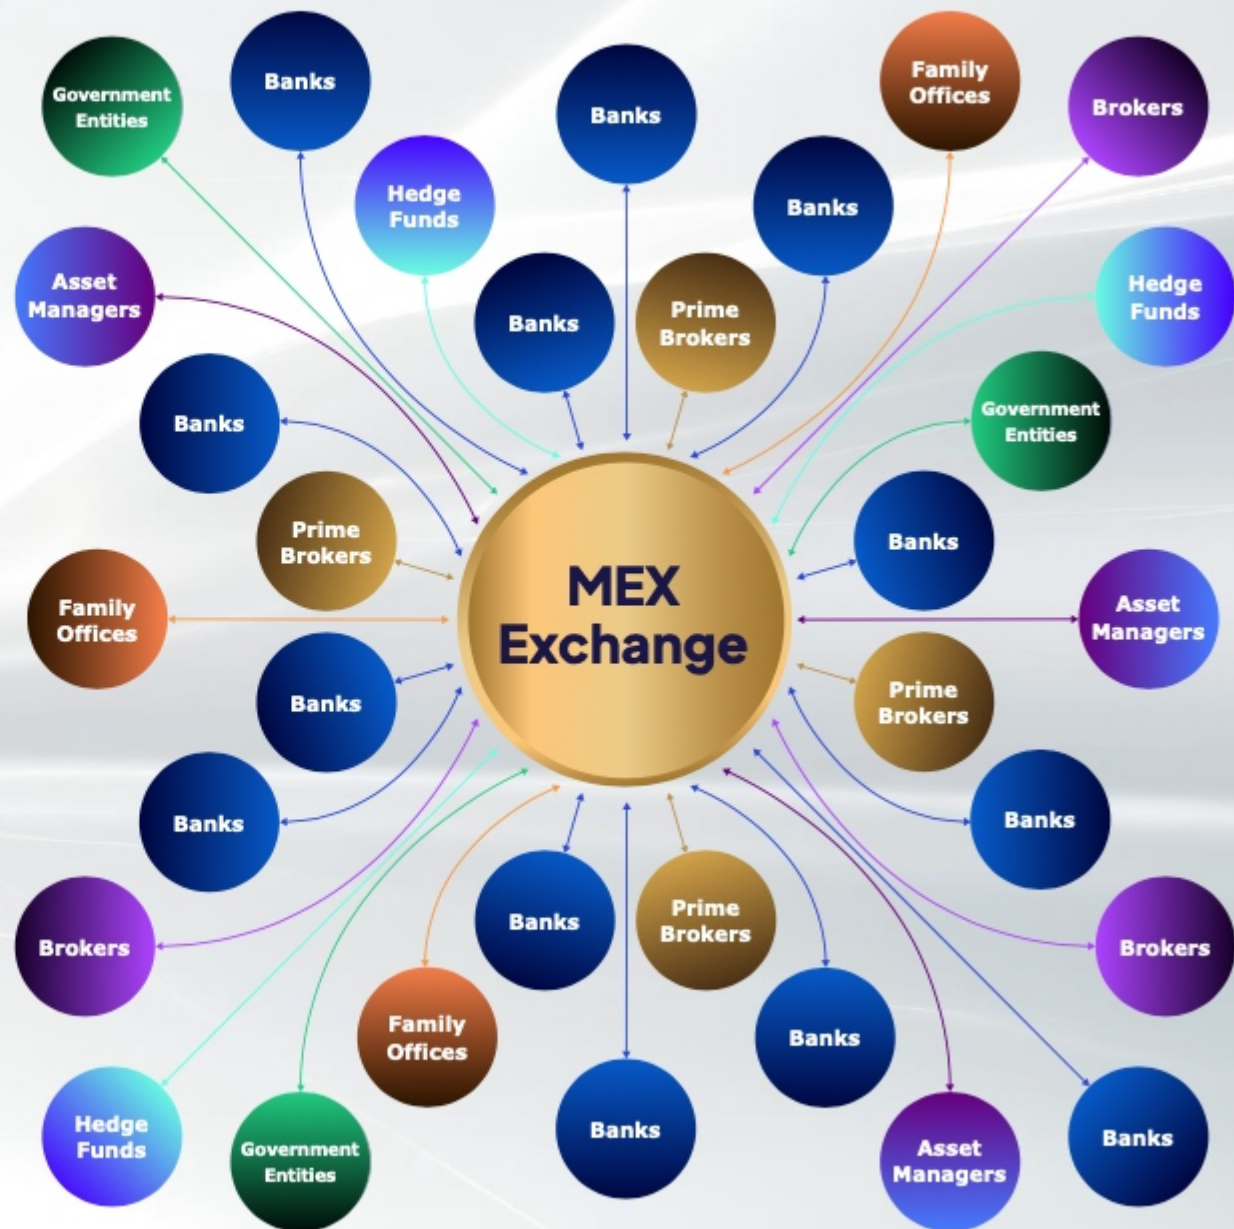 Banks
Family
Offices
Government
Entities
Brokers
Banks
Hedge
Funds
Banks
Asset
Managers
Hedge
Funds
Banks
Prime
Brokers
Banks
Government
Entities
Prime
Brokers
Banks
MEX
Exchange
Family
Offices
Asset
Managers
Banks
Prime
Brokers
Banks
Banks
Brokers
Banks
Prime
Brokers
Brokers
Family
Offices
Banks
Hedge
Funds
Government
Entities
Banks
Asset
Managers
Banks